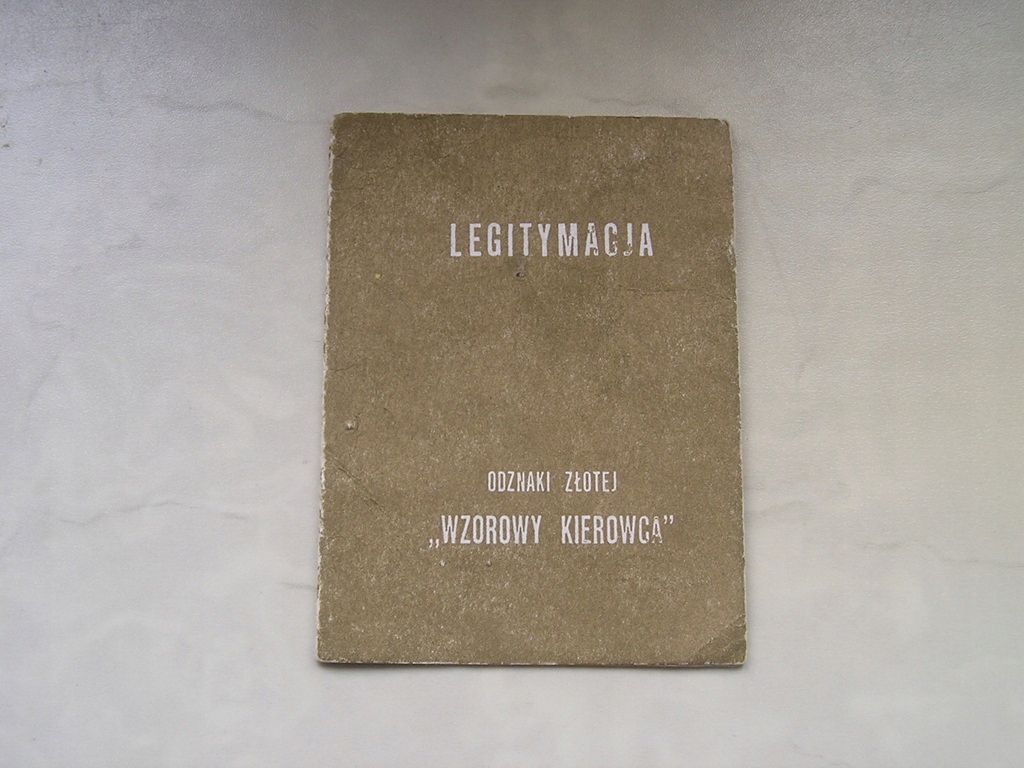 LEGITYMACJA
ODZNAKI ZŁOTEJ
„WZOROWY KIEROWCA”